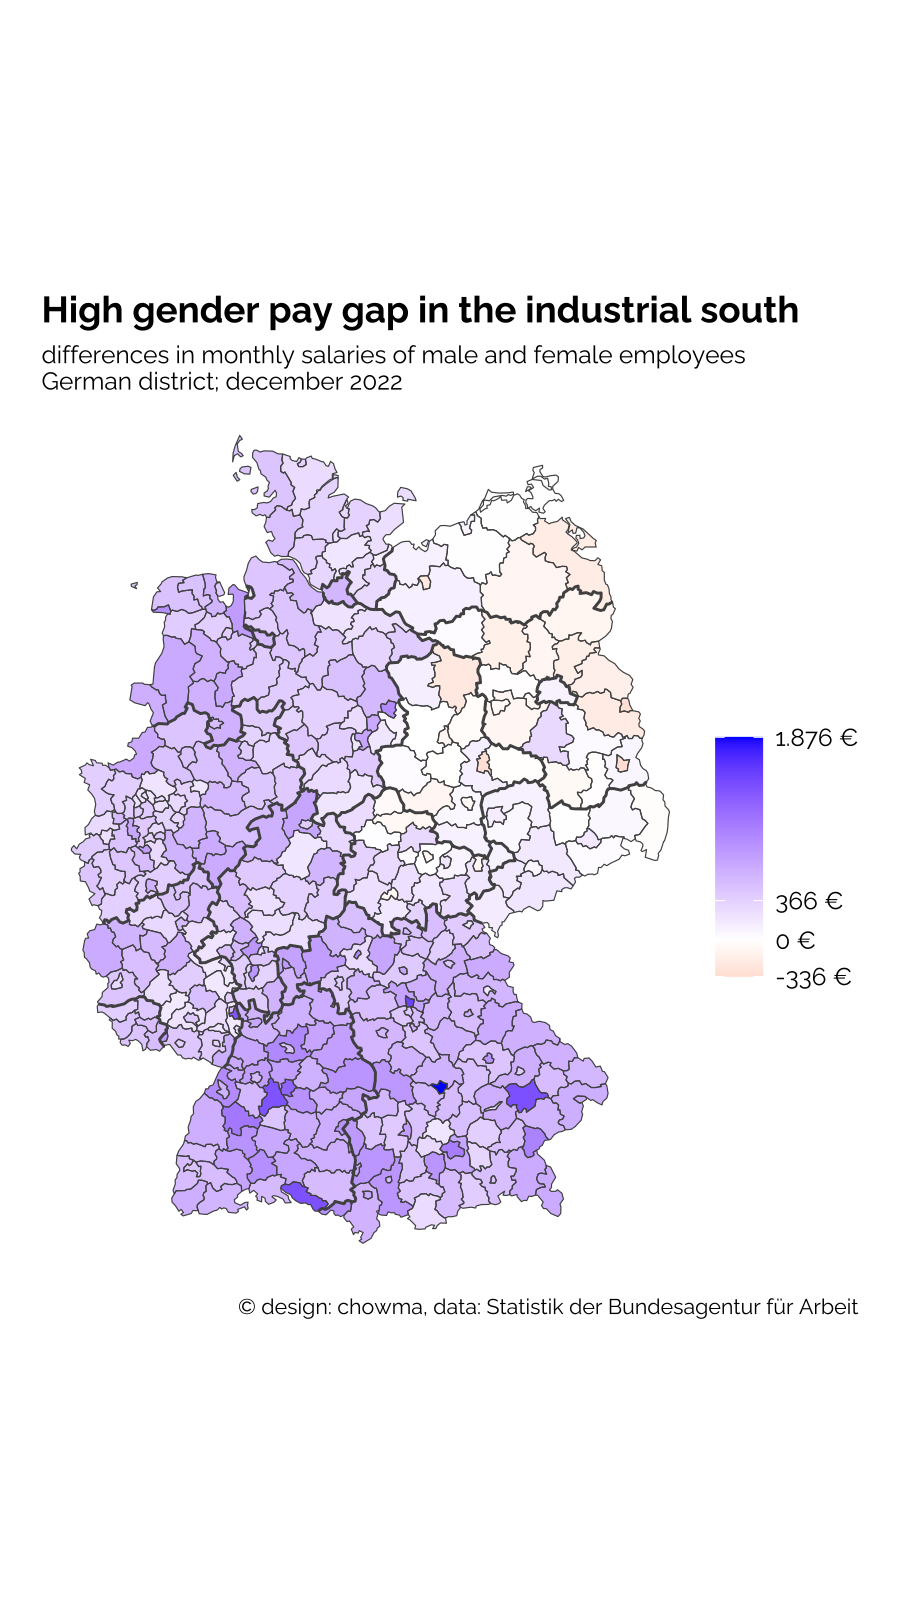 High gender pay gap in the industrial south
differences in monthly salaries of male and female employees
German district; december 2022
1.876 €
366 €
0 €
-336 €
© design: chowma, data: Statistik der Bundesagentur für Arbeit